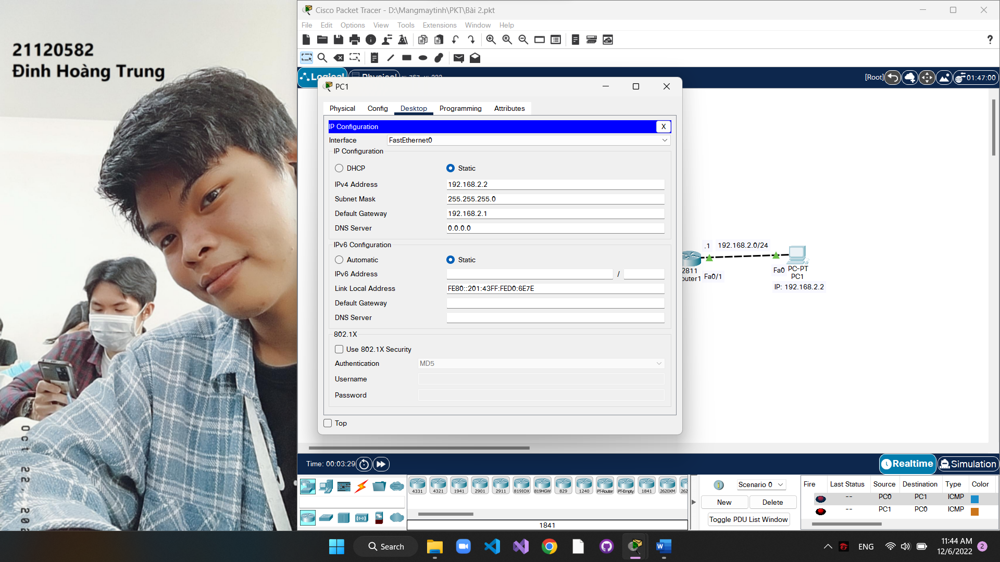 21120582
Đinh Hoàng Trung
Cisco Packet Tracer - D:\Mangmaytinh\PKT\Bài 2.pkt
File Edit Options View Tools Extensions Window Help
Logical Physical x: 767, y: 222
[Root] 01:47:00
PC1
Physical Config Desktop Programming Attributes
IP Configuration X
Interface FastEthernet0
IP Configuration
DHCP Static
IPv4 Address 192.168.2.2
Subnet Mask 255.255.255.0
Default Gateway 192.168.2.1
DNS Server 0.0.0.0
IPv6 Configuration
Automatic Static
IPv6 Address /
Link Local Address FE80::201:43FF:FED0:6E7E
Default Gateway
DNS Server
802.1X
Use 802.1X Security
Authentication MD5
Username
Password
Top
.1 192.168.2.0/24
2811
outer1 Fa0/1
Fa0 PC-PT
PC1
IP: 192.168.2.2
Oct 22
Time: 00:03:29
Realtime Simulation
4331 4321 1941 2901 2911 819IOX 819HGW 829 1240 PT-Router PT-Empty 1841 2620XM 262
1841
Scenario 0
New Delete
Toggle PDU List Window
Fire Last Status Source Destination Type Color
-- PC0 PC1 ICMP
-- PC1 PC0 ICMP
Search
ENG
11:44 AM
12/6/2022
2